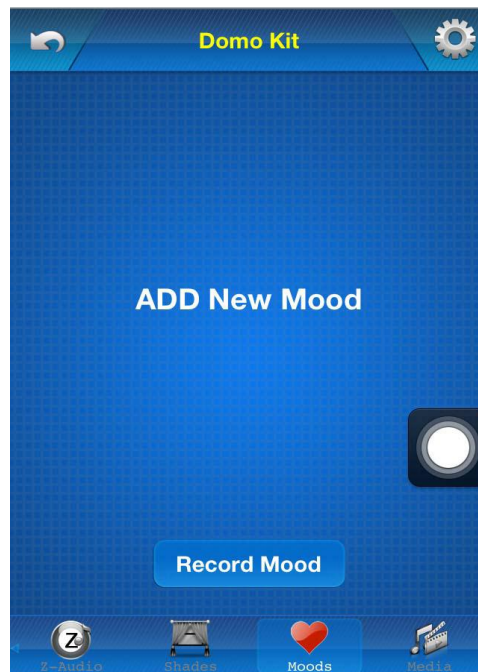 Domo Kit
ADD New Mood
Record Mood
Z
Z-Audio Shades Moods Media